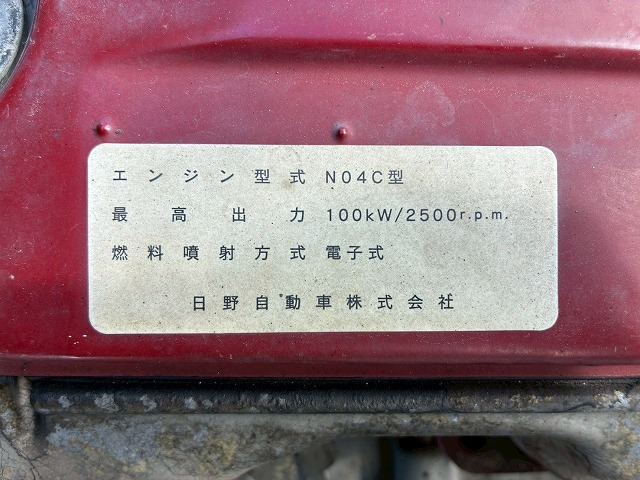 エンジン型式 N04C型
最高出力 100kW/2500r.p.m.
燃料噴射方式 電子式
日野自動車株式会社